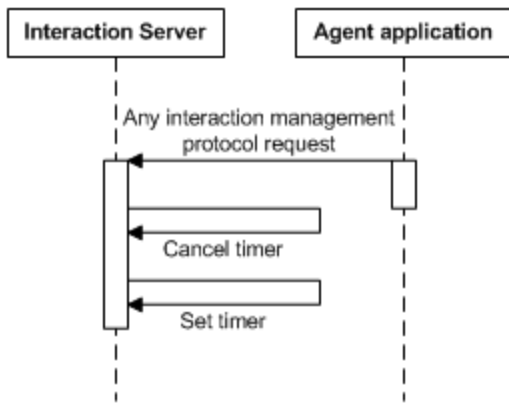 Interaction Server
Agent application
Any interaction management
protocol request
Cancel timer
Set timer